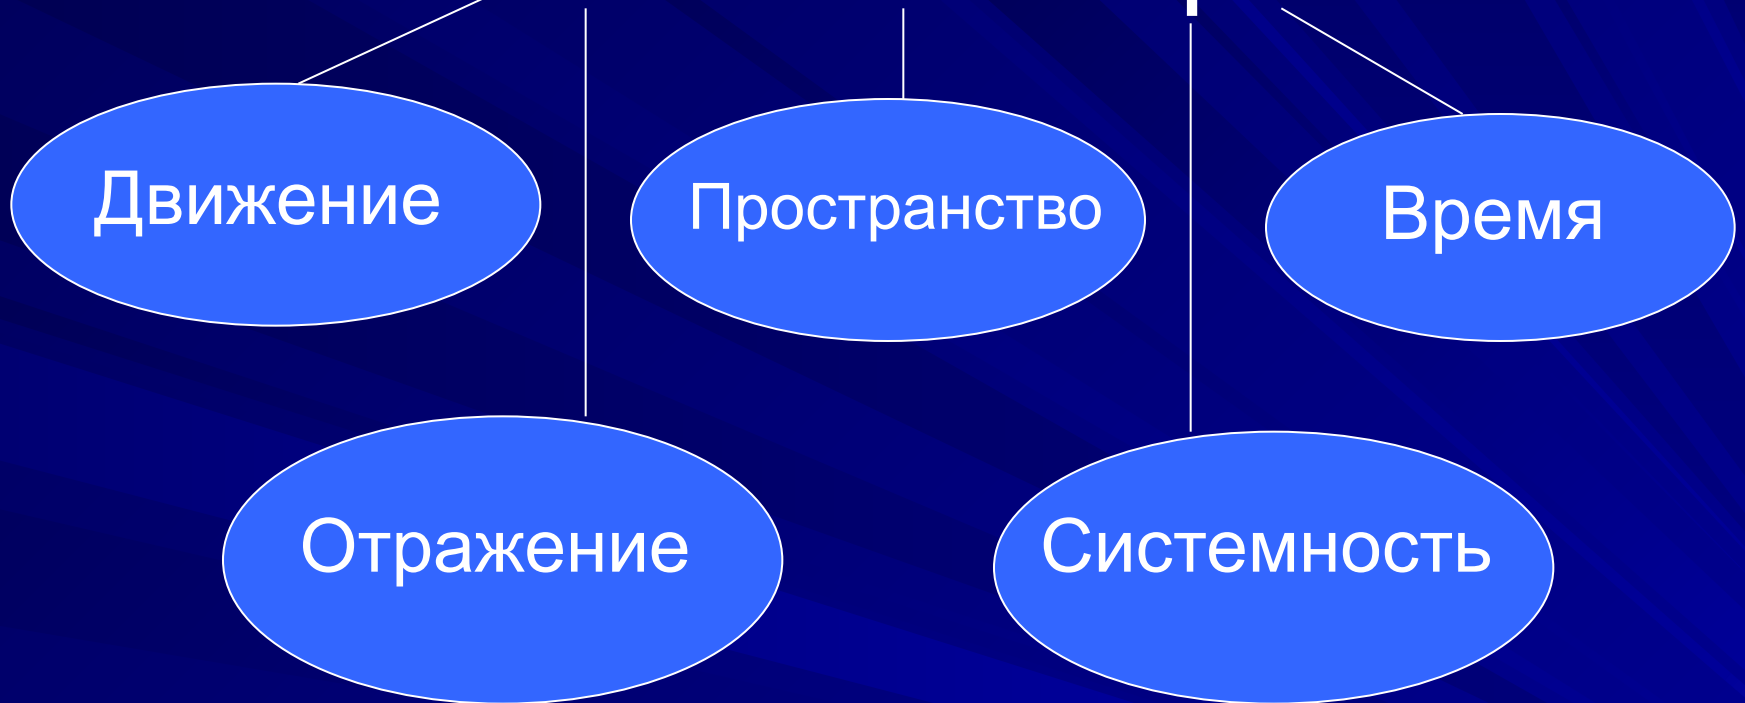 Движение
Пространство
Время
Отражение
Системность